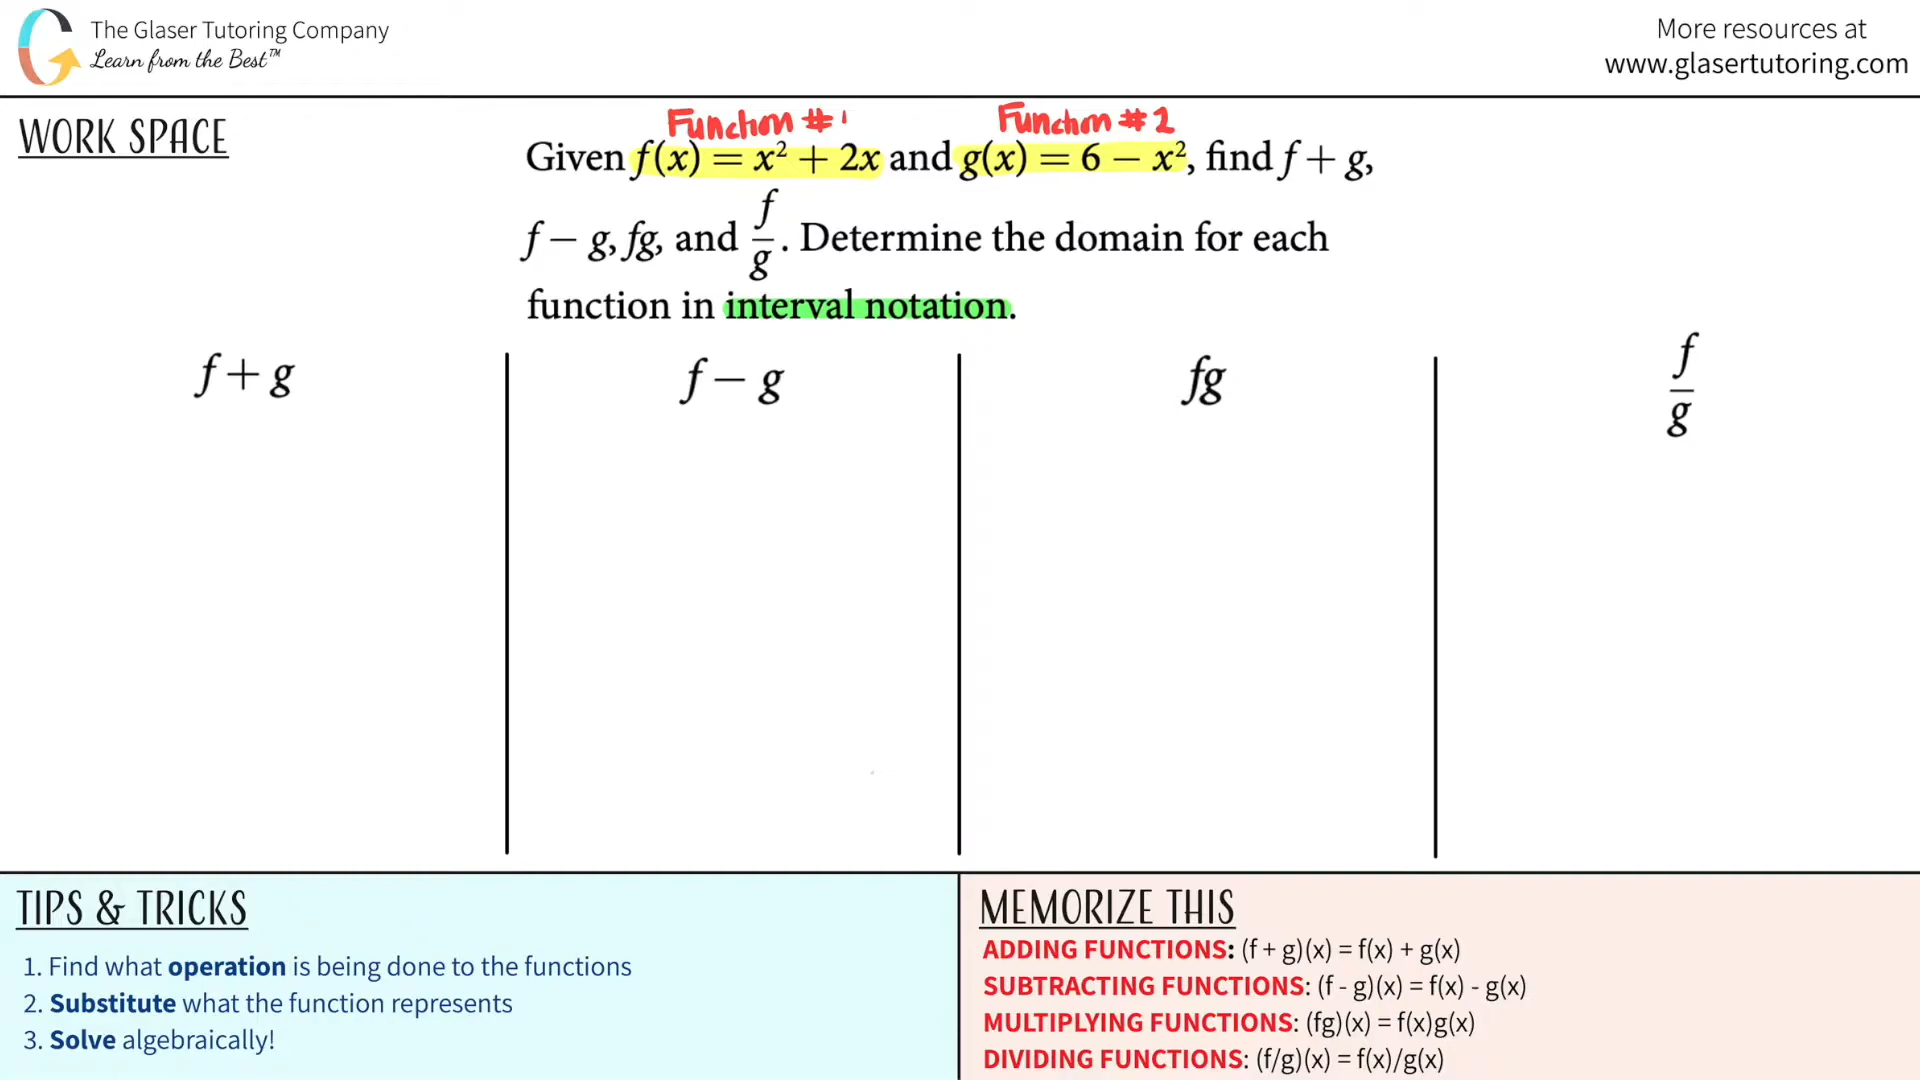 The Glaser Tutoring Company
Learn from the Best™
More resources at
www.glasertutoring.com
WORK SPACE
Function #1
Function #2
Given f(x) = x² + 2x and g(x) = 6 − x², find f + g,
f − g, fg, and f/g. Determine the domain for each
function in interval notation.
f + g
f − g
fg
f/g
TIPS & TRICKS
1. Find what operation is being done to the functions
2. Substitute what the function represents
3. Solve algebraically!
MEMORIZE THIS
ADDING FUNCTIONS: (f + g)(x) = f(x) + g(x)
SUBTRACTING FUNCTIONS: (f - g)(x) = f(x) - g(x)
MULTIPLYING FUNCTIONS: (fg)(x) = f(x)g(x)
DIVIDING FUNCTIONS: (f/g)(x) = f(x)/g(x)